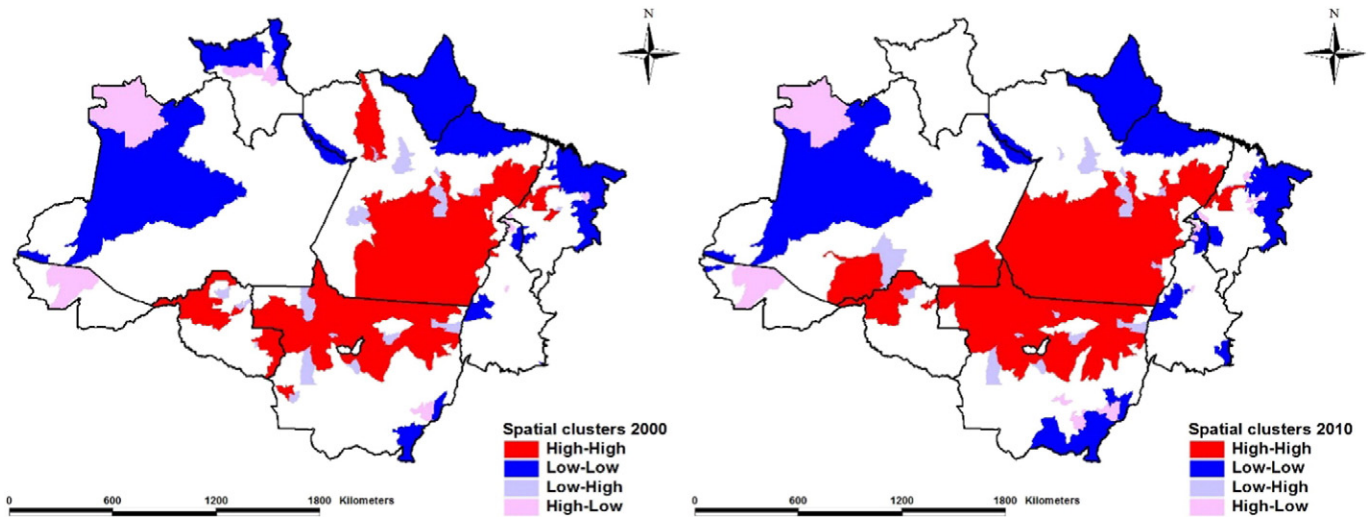 N
Spatial clusters 2000
High-High
Low-Low
Low-High
High-Low
0 600 1200 1800 Kilometers
N
Spatial clusters 2010
High-High
Low-Low
Low-High
High-Low
0 600 1200 1800 Kilometers